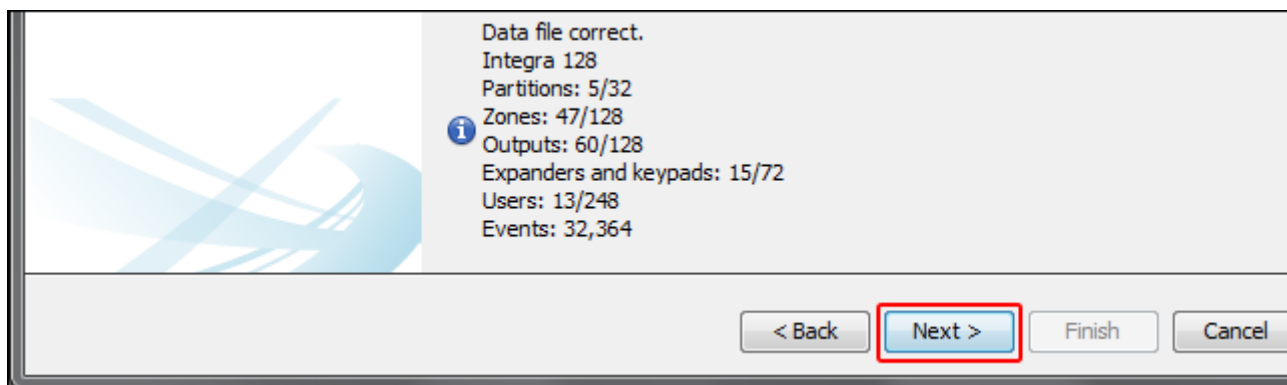 Data file correct.
Integra 128
Partitions: 5/32
Zones: 47/128
Outputs: 60/128
Expanders and keypads: 15/72
Users: 13/248
Events: 32,364
< Back
Next >
Finish
Cancel